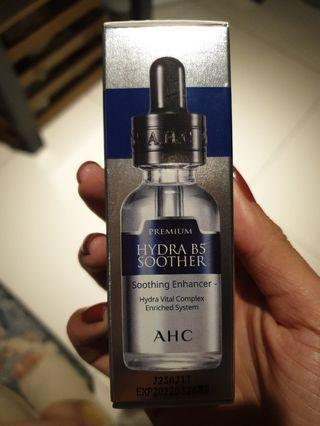 A.H.C
PREMIUM
HYDRA B5
SOOTHER
Soothing Enhancer
Hydra Vital Complex
Enriched System
AHC